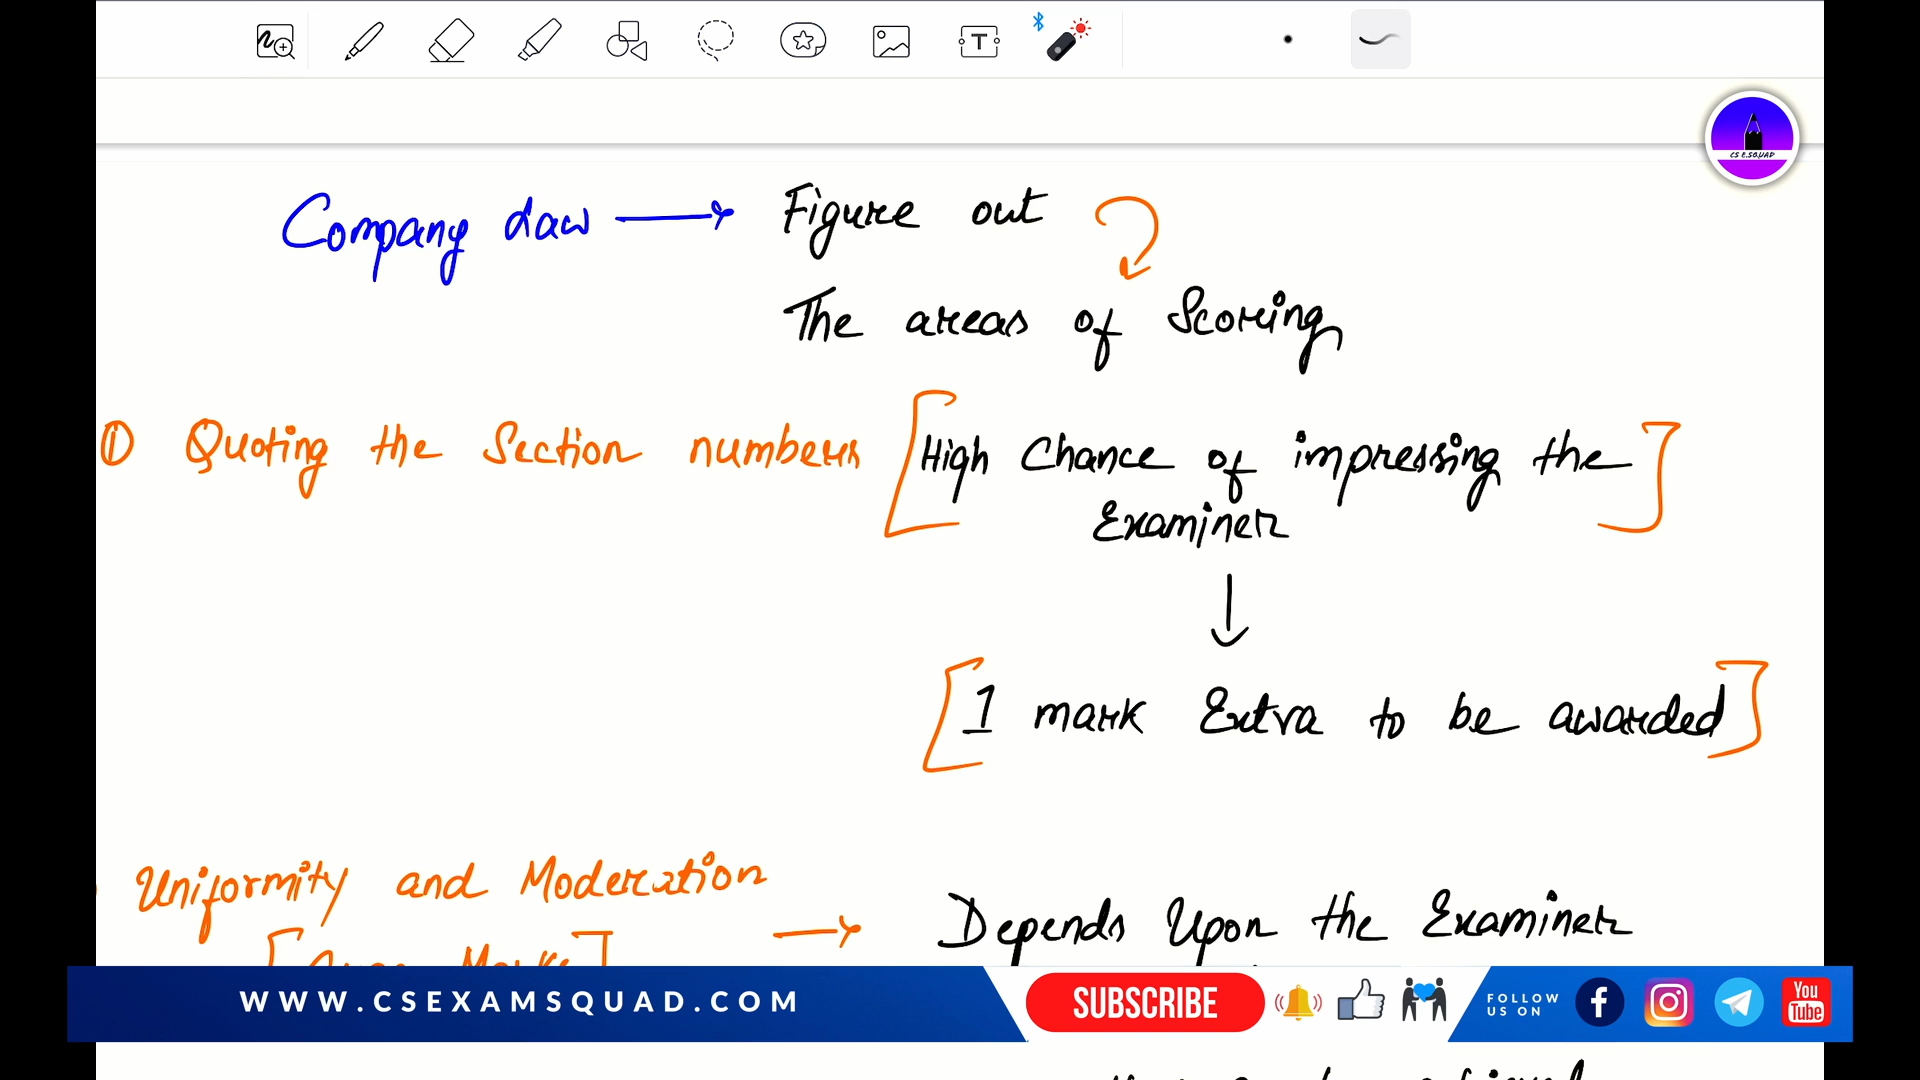 T
CS E.SQUAD
Company Law → Figure out
The areas of Scoring
① Quoting the Section numbers [High Chance of impressing the
Examiner]
↓
[1 mark Extra to be awarded]
Uniformity and Moderation → Depends Upon the Examiner
WWW.CSEXAMSQUAD.COM
SUBSCRIBE
FOLLOW
US ON
You
Tube